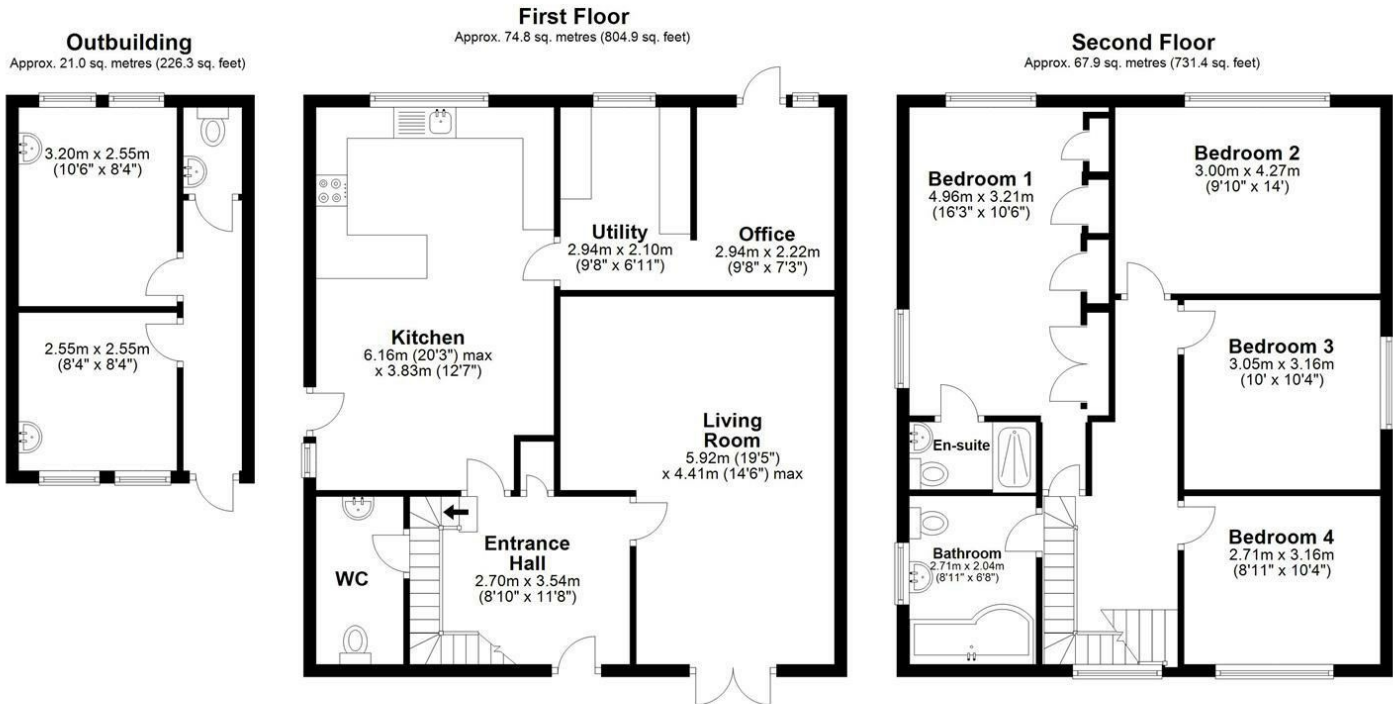 Outbuilding
Approx. 21.0 sq. metres (226.3 sq. feet)
3.20m x 2.55m
(10'6" x 8'4")
2.55m x 2.55m
(8'4" x 8'4")
First Floor
Approx. 74.8 sq. metres (804.9 sq. feet)
Utility
2.94m x 2.10m
(9'8" x 6'11")
Office
2.94m x 2.22m
(9'8" x 7'3")
Kitchen
6.16m (20'3") max
x 3.83m (12'7")
Living
Room
5.92m (19'5")
x 4.41m (14'6") max
Entrance
Hall
2.70m x 3.54m
(8'10" x 11'8")
WC
Second Floor
Approx. 67.9 sq. metres (731.4 sq. feet)
Bedroom 1
4.96m x 3.21m
(16'3" x 10'6")
Bedroom 2
3.00m x 4.27m
(9'10" x 14')
Bedroom 3
3.05m x 3.16m
(10' x 10'4")
En-suite
Bathroom
2.71m x 2.04m
(8'11" x 6'8")
Bedroom 4
2.71m x 3.16m
(8'11" x 10'4")